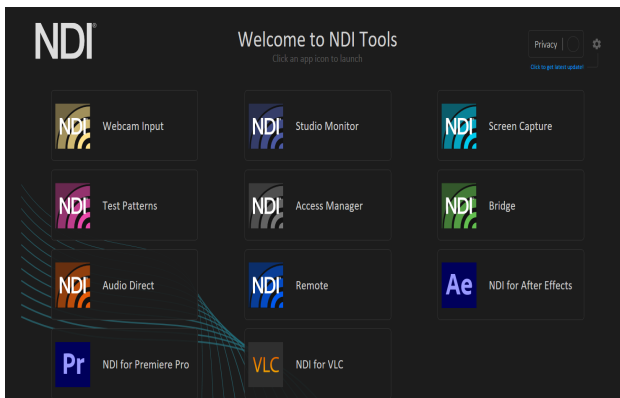 NDI®
Welcome to NDI Tools
Click an app icon to launch
Privacy
Click to get latest update!
NDI Webcam Input
NDI Studio Monitor
NDI Screen Capture
NDI Test Patterns
NDI Access Manager
NDI Bridge
NDI Audio Direct
NDI Remote
Ae NDI for After Effects
Pr NDI for Premiere Pro
VLC NDI for VLC